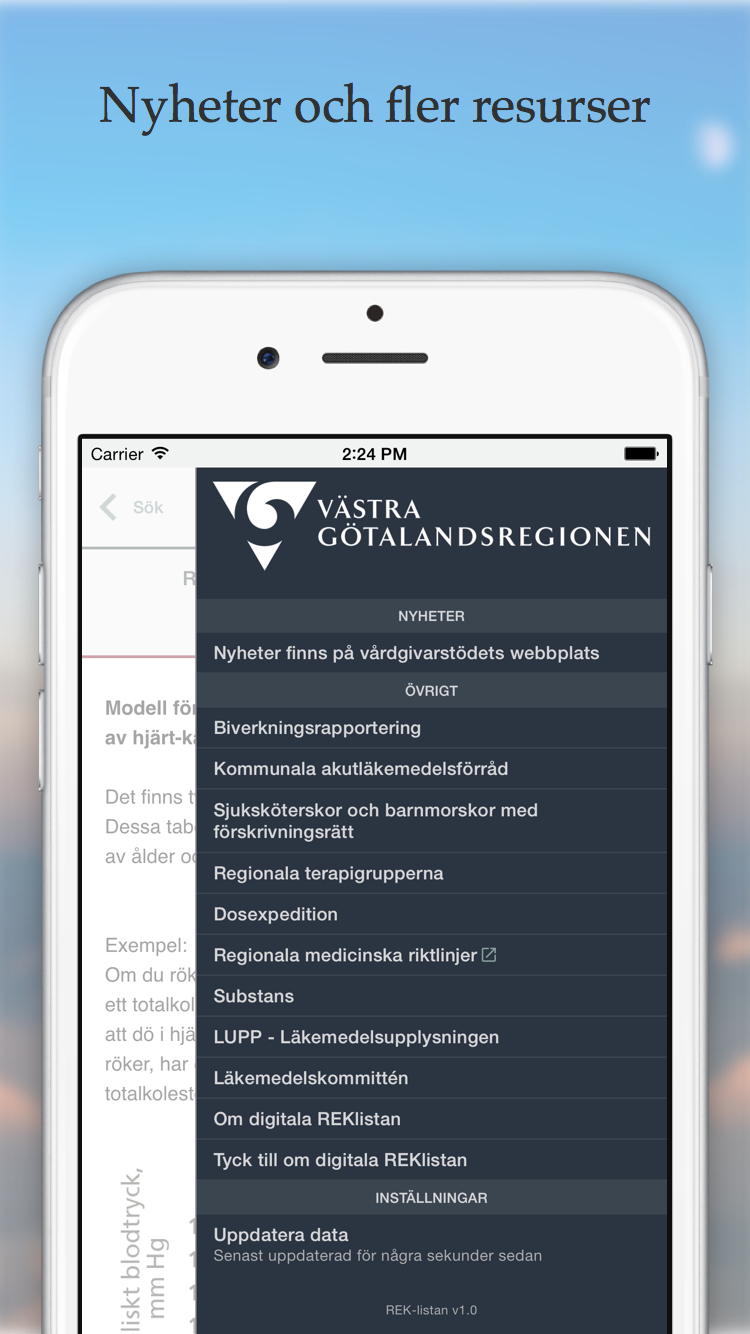 Nyheter och fler resurser
Carrier 2:24 PM
Sök
VÄSTRA
GÖTALANDSREGIONEN
NYHETER
Nyheter finns på vårdgivarstödets webbplats
ÖVRIGT
Biverkningsrapportering
Kommunala akutläkemedelsförråd
Sjuksköterskor och barnmorskor med
förskrivningsrätt
Regionala terapigrupperna
Dosexpedition
Regionala medicinska riktlinjer
Substans
LUPP - Läkemedelsupplysningen
Läkemedelskommittén
Om digitala REKlistan
Tyck till om digitala REKlistan
INSTÄLLNINGAR
Uppdatera data
Senast uppdaterad för några sekunder sedan
REK-listan v1.0
R
Modell för
av hjärt-k
Det finns t
Dessa tab
av ålder o
Exempel:
Om du rök
ett totalkol
att dö i hjä
röker, har
totalkolest
liskt blodtryck,
mm Hg